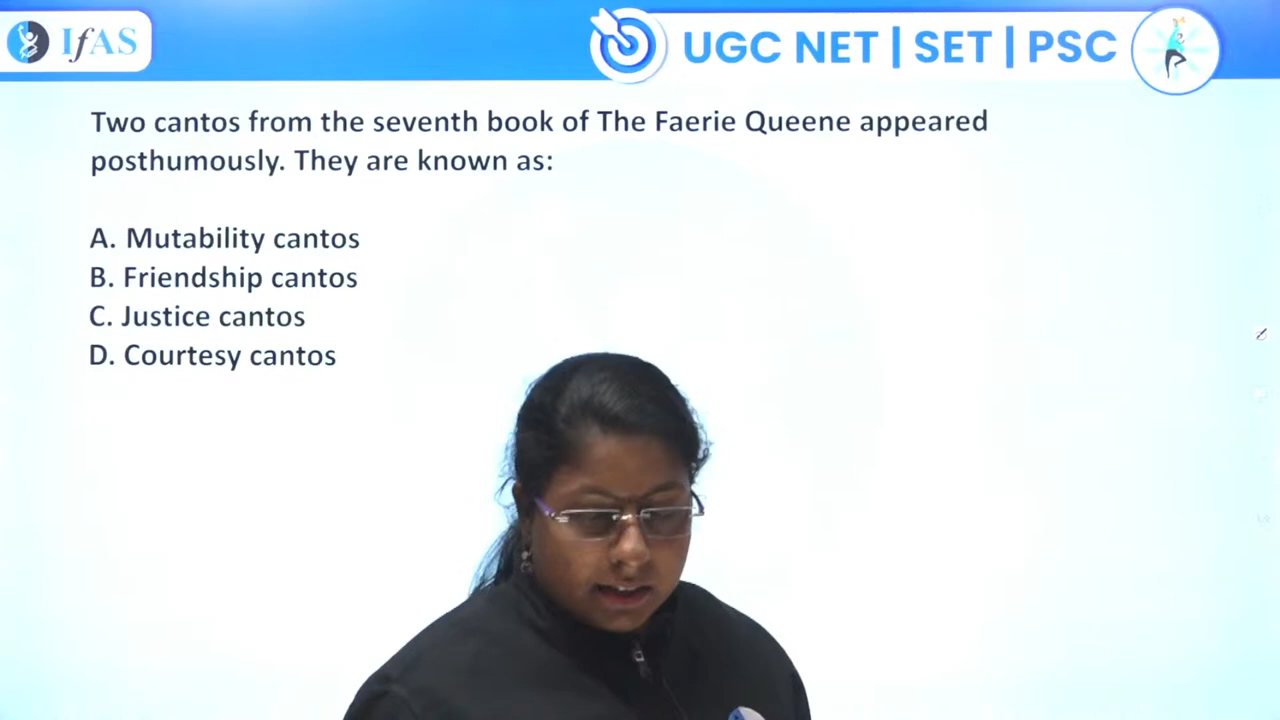 IfAS
UGC NET | SET | PSC
Two cantos from the seventh book of The Faerie Queene appeared
posthumously. They are known as:
A. Mutability cantos
B. Friendship cantos
C. Justice cantos
D. Courtesy cantos